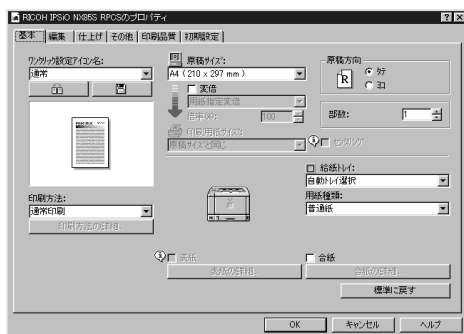 RICOH IPSiO NX85S RPCSのプロパティ
基本 編集 仕上げ その他 印刷品質 初期設定
ワンクリック設定アイコン名:
通常
原稿サイズ:
A4 (210 x 297 mm)
変倍
用紙指定変倍
倍率(%): 100
印刷用紙サイズ:
原稿サイズと同じ
原稿方向
タテ
ヨコ
部数: 1
センタリング
印刷方法:
通常印刷
印刷方法の詳細...
給紙トレイ:
自動トレイ選択
用紙種類:
普通紙
表紙
表紙の詳細...
合紙
合紙の詳細...
標準に戻す
OK キャンセル ヘルプ